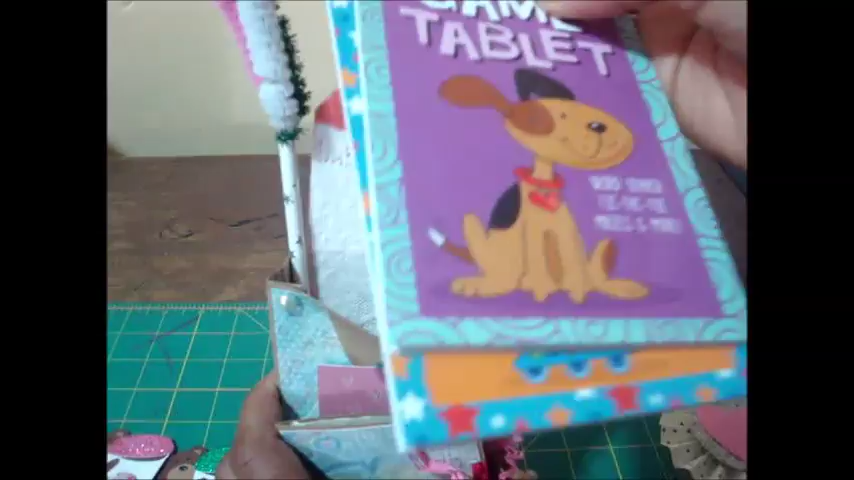 GAME
TABLET
WORD SEARCH
TIC-TAC-TOE
MAZES & MORE